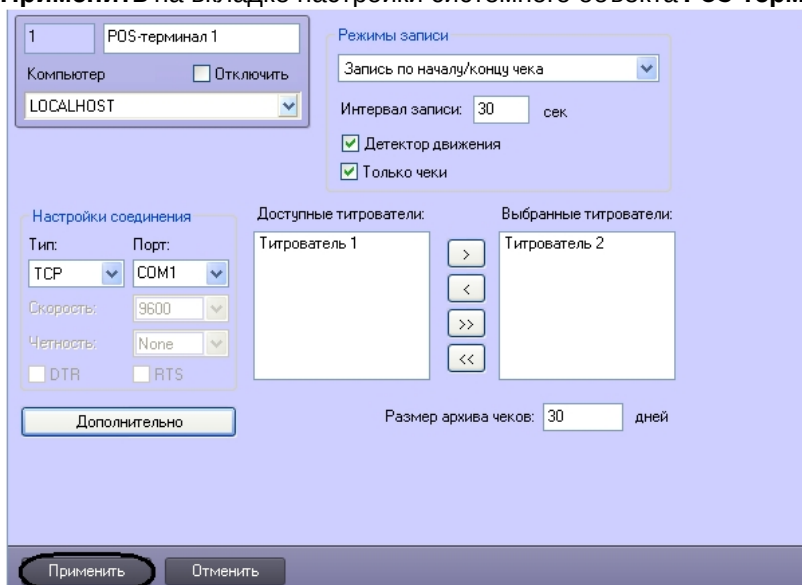 Применить на вкладке настройки системного объекта
1 POS-терминал 1
Компьютер Отключить
LOCALHOST
Режимы записи
Запись по началу/концу чека
Интервал записи: 30 сек
Детектор движения
Только чеки
Настройки соединения
Тип: Порт:
TCP COM1
Скорость: 9600
Четность: None
DTR RTS
Дополнительно
Доступные титрователи:
Титрователь 1
>
<
>>
<<
Выбранные титрователи:
Титрователь 2
Размер архива чеков: 30 дней
Применить Отменить